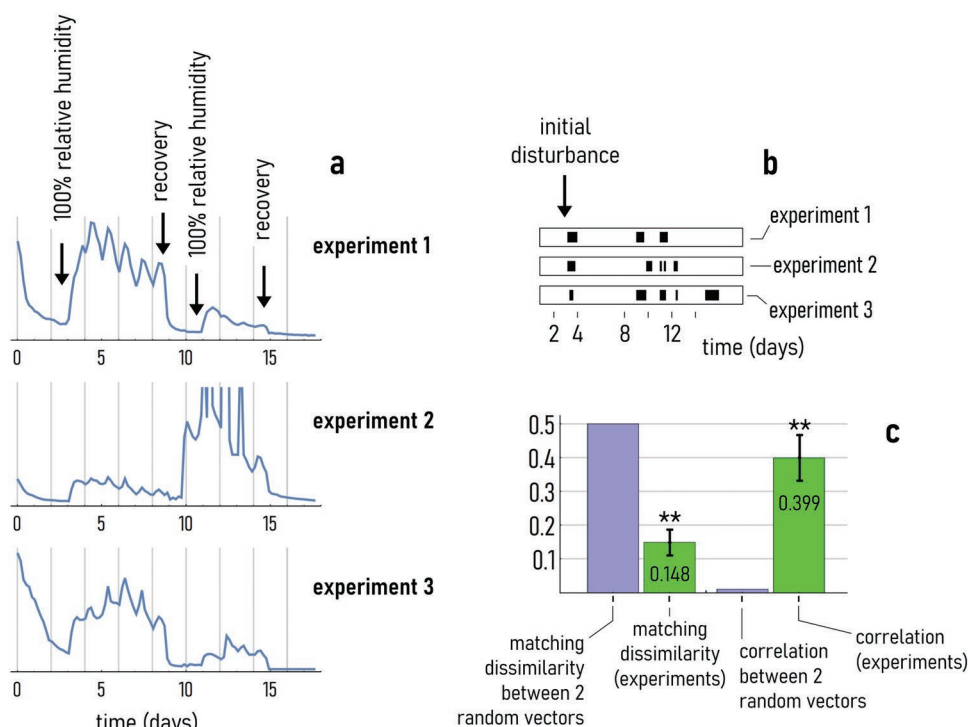 100% relative humidity
recovery
100% relative humidity
recovery
a
experiment 1
0
5
10
15
experiment 2
0
5
10
15
experiment 3
0
5
10
15
time (days)
initial
disturbance
b
experiment 1
experiment 2
experiment 3
2 4 8 12
time (days)
c
0.5
0.4
0.3
0.2
0.1
**
0.148
**
0.399
matching
dissimilarity
between 2
random vectors
matching
dissimilarity
(experiments)
correlation
between 2
random vectors
correlation
(experiments)